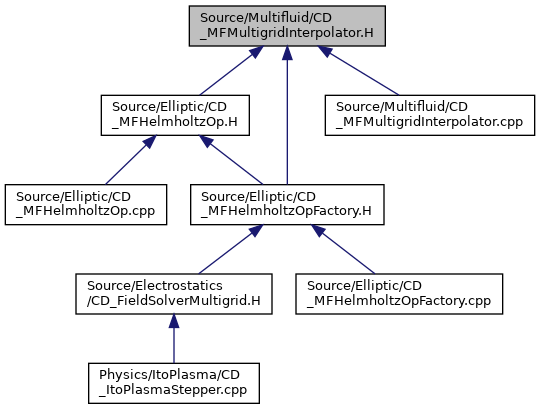 Source/Multifluid/CD
_MFMultigridInterpolator.H
Source/Elliptic/CD
_MFHelmholtzOp.H
Source/Multifluid/CD
_MFMultigridInterpolator.cpp
Source/Elliptic/CD
_MFHelmholtzOp.cpp
Source/Elliptic/CD
_MFHelmholtzOpFactory.H
Source/Electrostatics
/CD_FieldSolverMultigrid.H
Source/Elliptic/CD
_MFHelmholtzOpFactory.cpp
Physics/ItoPlasma/CD
_ItoPlasmaStepper.cpp